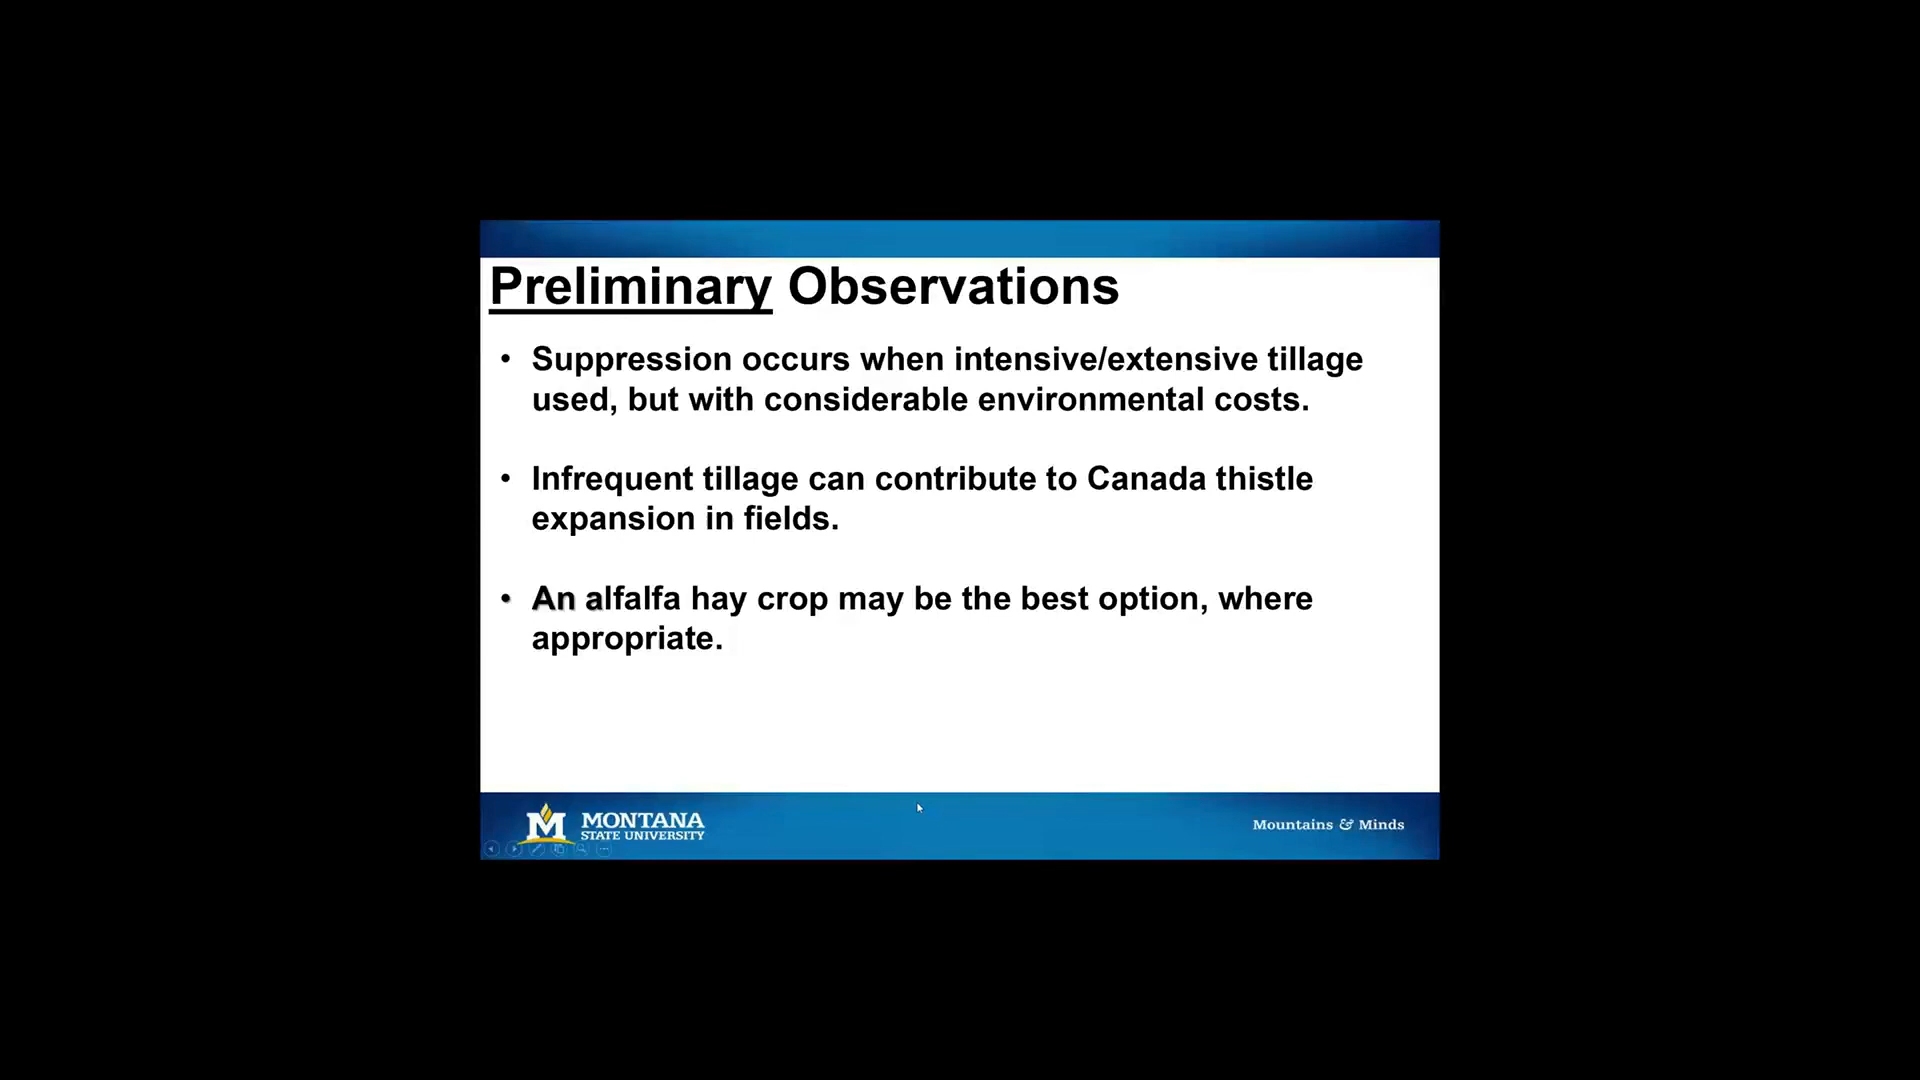 Preliminary Observations
• Suppression occurs when intensive/extensive tillage
used, but with considerable environmental costs.
• Infrequent tillage can contribute to Canada thistle
expansion in fields.
• An alfalfa hay crop may be the best option, where
appropriate.
M MONTANA
STATE UNIVERSITY
Mountains & Minds